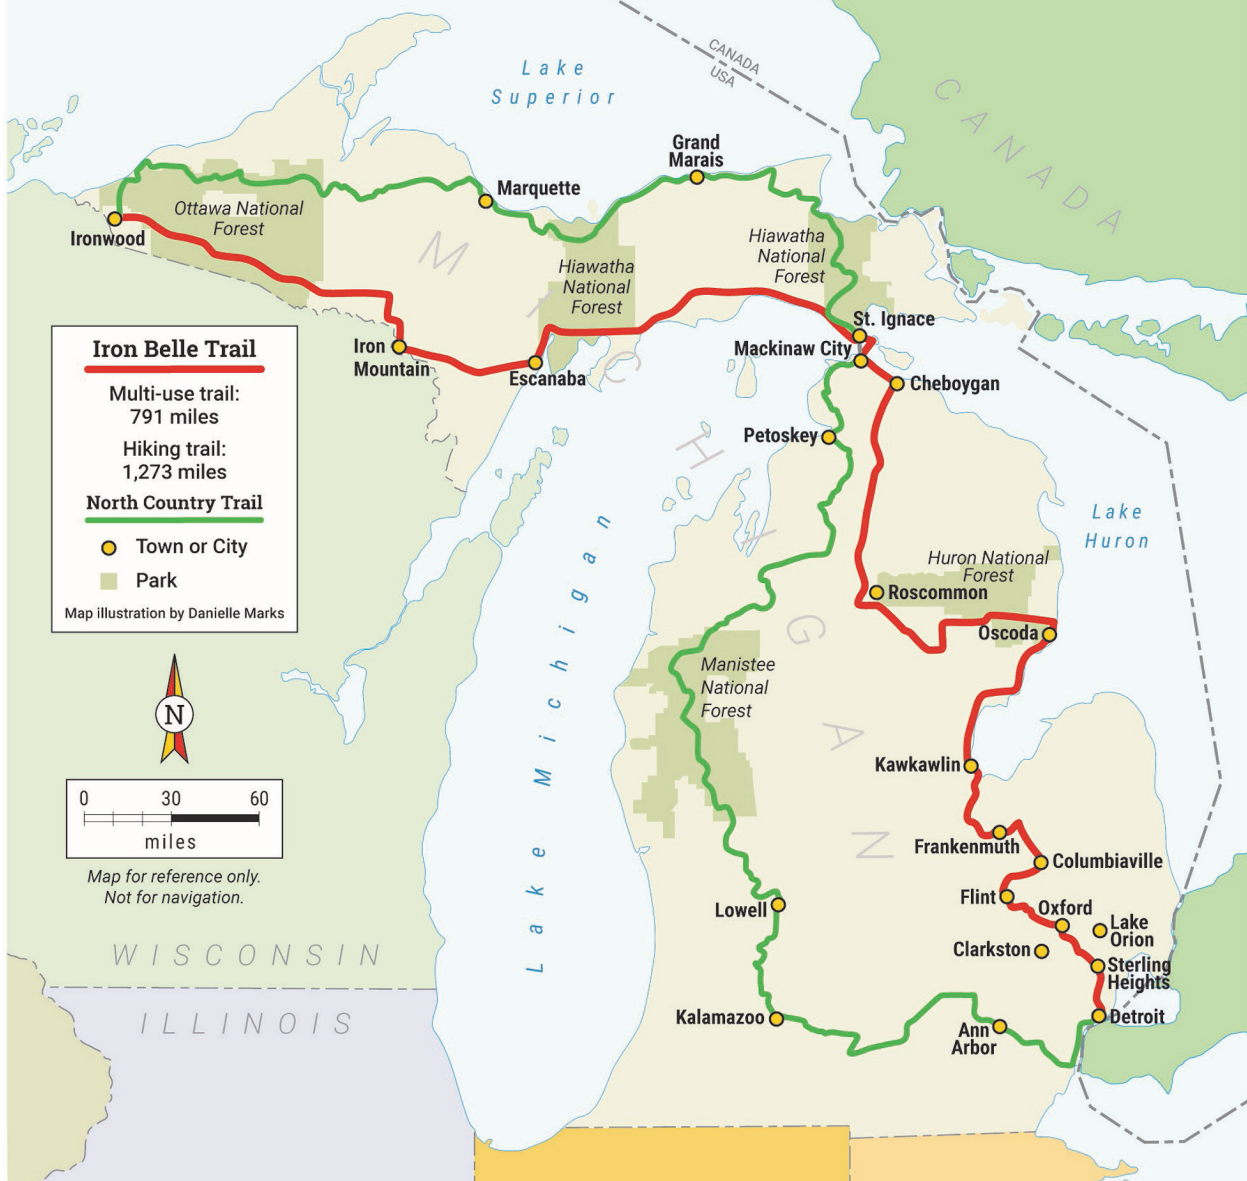 CANADA
USA
Lake
Superior
CANADA
Grand
Marais
Marquette
Ottawa National
Forest
Ironwood
Hiawatha
National
Forest
Hiawatha
National
Forest
MICHIGAN
St. Ignace
Mackinaw City
Iron
Mountain
Escanaba
Cheboygan
Petoskey
Iron Belle Trail
Multi-use trail:
791 miles
Hiking trail:
1,273 miles
North Country Trail
Town or City
Park
Map illustration by Danielle Marks
Lake
Huron
Huron National
Forest
Roscommon
Oscoda
Lake Michigan
Manistee
National
Forest
N
0 30 60
miles
Map for reference only.
Not for navigation.
Kawkawlin
Frankenmuth
Columbiaville
Flint
Oxford
Lake
Orion
Clarkston
Sterling
Heights
Lowell
Detroit
Kalamazoo
Ann
Arbor
WISCONSIN
ILLINOIS